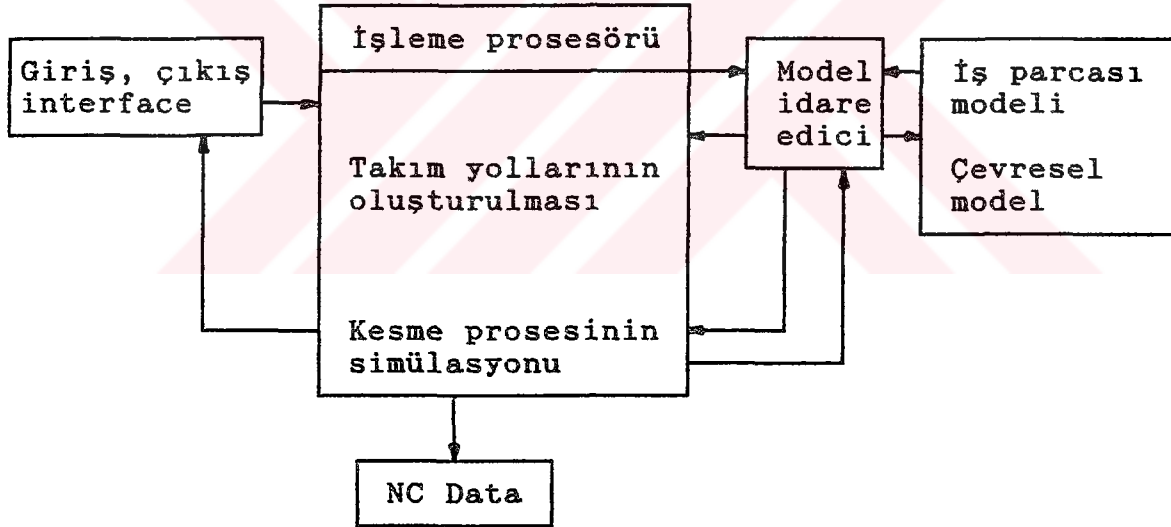 Giriş, çıkış
interface
İşleme prosesörü
Takım yollarının
oluşturulması
Kesme prosesinin
simülasyonu
Model
idare
edici
İş parcası
modeli
Çevresel
model
NC Data